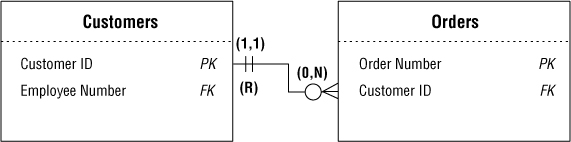 Customers
Customer ID PK
Employee Number FK
(1,1)
(R)
(0,N)
Orders
Order Number PK
Customer ID FK